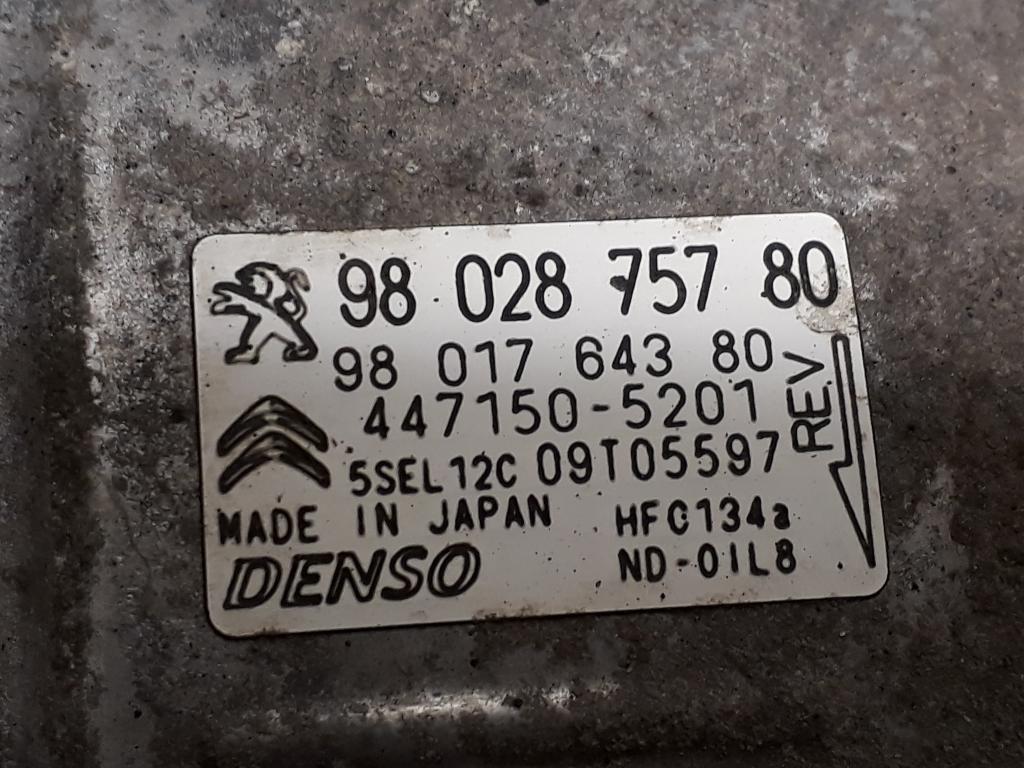 98 028 757 80
98 017 643 80
447150-5201
5SEL12C 09T05597
REV
MADE IN JAPAN HFC134a
DENSO ND-OIL8